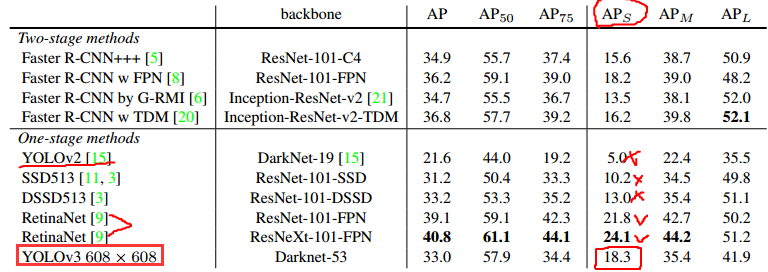 backbone AP AP50 AP75 APS APM APL
Two-stage methods
Faster R-CNN+++ [5] ResNet-101-C4 34.9 55.7 37.4 15.6 38.7 50.9
Faster R-CNN w FPN [8] ResNet-101-FPN 36.2 59.1 39.0 18.2 39.0 48.2
Faster R-CNN by G-RMI [6] Inception-ResNet-v2 [21] 34.7 55.5 36.7 13.5 38.1 52.0
Faster R-CNN w TDM [20] Inception-ResNet-v2-TDM 36.8 57.7 39.2 16.2 39.8 52.1
One-stage methods
YOLOv2 [15] DarkNet-19 [15] 21.6 44.0 19.2 5.0 22.4 35.5
SSD513 [11, 3] ResNet-101-SSD 31.2 50.4 33.3 10.2 34.5 49.8
DSSD513 [3] ResNet-101-DSSD 33.2 53.3 35.2 13.0 35.4 51.1
RetinaNet [9] ResNet-101-FPN 39.1 59.1 42.3 21.8 42.7 50.2
RetinaNet [9] ResNeXt-101-FPN 40.8 61.1 44.1 24.1 44.2 51.2
YOLOv3 608 × 608 Darknet-53 33.0 57.9 34.4 18.3 35.4 41.9